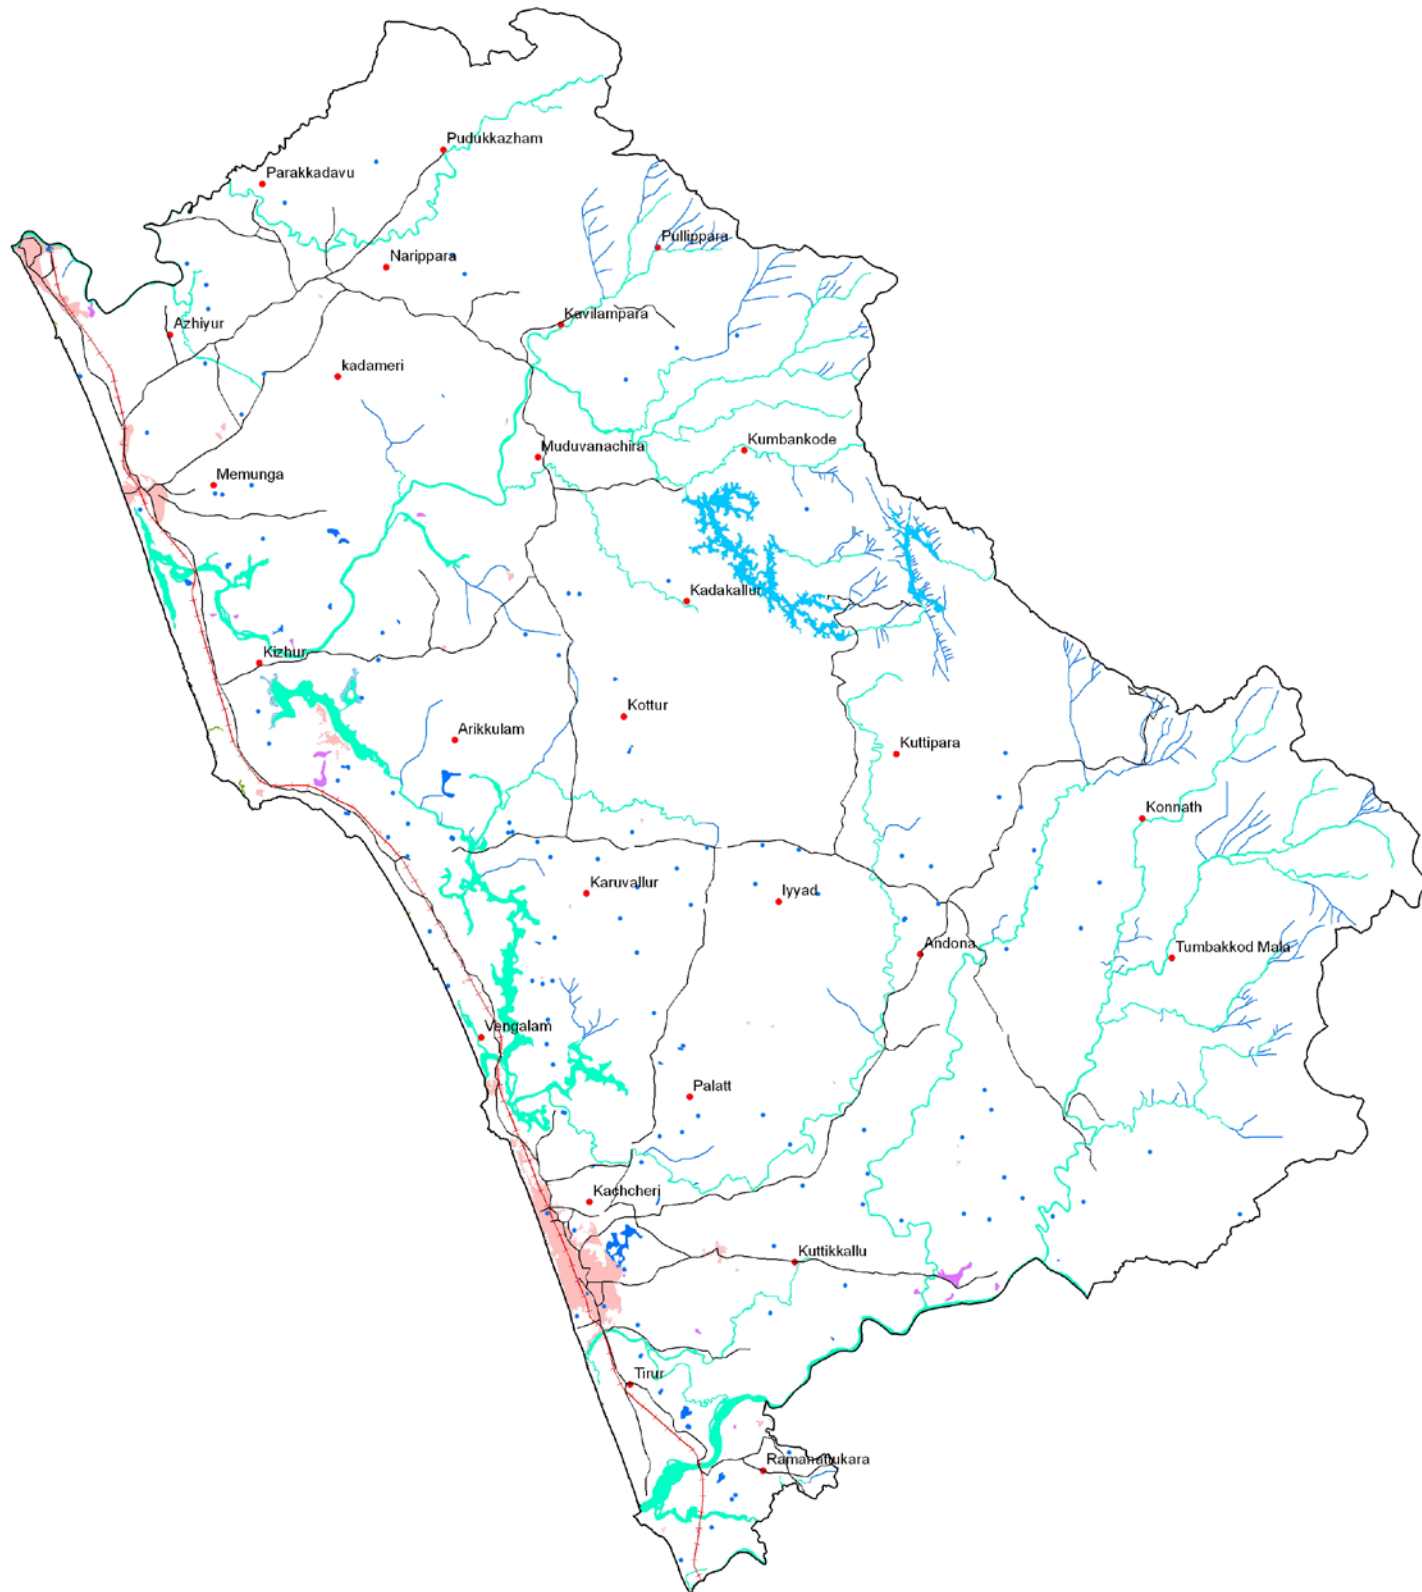 Pudukkazham
Parakkadavu
Pullippara
Narippara
Kavilampara
Azhiyur
kadameri
Kumbankode
Muduvanachira
Memunga
Kadakallur
Kizhur
Kottur
Arikkulam
Kuttipara
Konnath
Karuvallur
Iyyad
Andona
Tumbakkod Mala
Vengalam
Palatt
Kachcheri
Kuttikkallu
Tirur
Ramanattukara